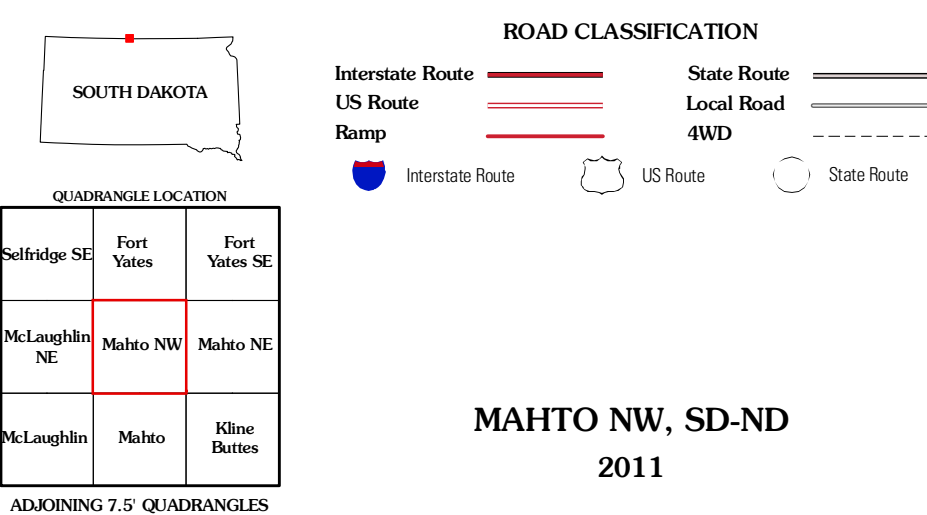 SOUTH DAKOTA
QUADRANGLE LOCATION
Selfridge SE
Fort
Yates
Fort
Yates SE
McLaughlin
NE
Mahto NW
Mahto NE
McLaughlin
Mahto
Kline
Buttes
ADJOINING 7.5' QUADRANGLES
ROAD CLASSIFICATION
Interstate Route
State Route
US Route
Local Road
Ramp
4WD
Interstate Route
US Route
State Route
MAHTO NW, SD-ND
2011